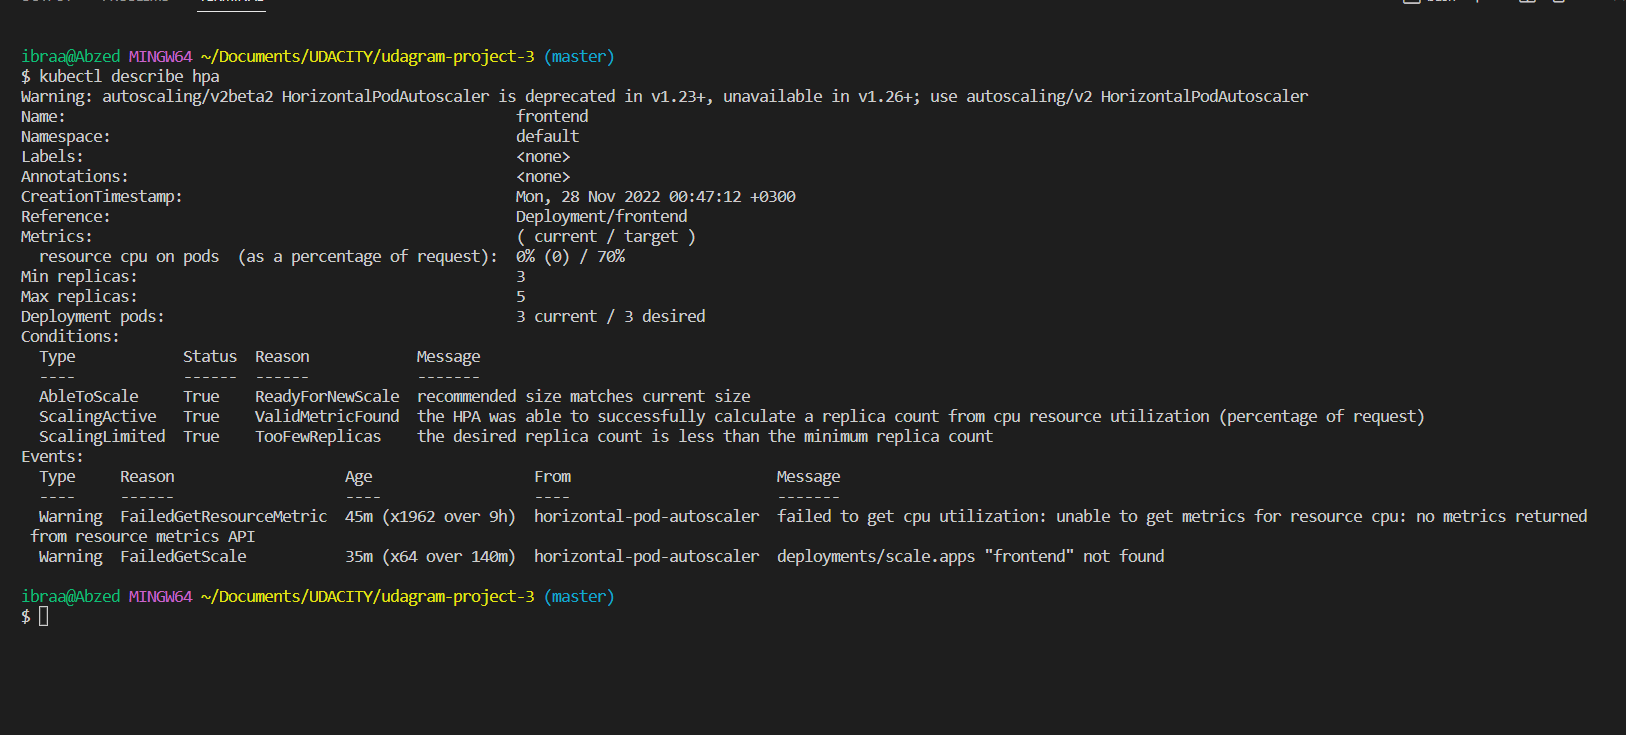 ibraa@Abzed MINGW64 ~/Documents/UDACITY/udagram-project-3 (master)
$ kubectl describe hpa
Warning: autoscaling/v2beta2 HorizontalPodAutoscaler is deprecated in v1.23+, unavailable in v1.26+; use autoscaling/v2 HorizontalPodAutoscaler
Name:                                                  frontend
Namespace:                                             default
Labels:                                                <none>
Annotations:                                           <none>
CreationTimestamp:                                     Mon, 28 Nov 2022 00:47:12 +0300
Reference:                                             Deployment/frontend
Metrics:                                               ( current / target )
  resource cpu on pods  (as a percentage of request):  0% (0) / 70%
Min replicas:                                          3
Max replicas:                                          5
Deployment pods:                                       3 current / 3 desired
Conditions:
  Type            Status  Reason            Message
  ----            ------  ------            -------
  AbleToScale     True    ReadyForNewScale  recommended size matches current size
  ScalingActive   True    ValidMetricFound  the HPA was able to successfully calculate a replica count from cpu resource utilization (percentage of request)
  ScalingLimited  True    TooFewReplicas    the desired replica count is less than the minimum replica count
Events:
  Type     Reason                   Age                  From                       Message
  ----     ------                   ----                 ----                       -------
  Warning  FailedGetResourceMetric  45m (x1962 over 9h)  horizontal-pod-autoscaler  failed to get cpu utilization: unable to get metrics for resource cpu: no metrics returned
 from resource metrics API
  Warning  FailedGetScale           35m (x64 over 140m)  horizontal-pod-autoscaler  deployments/scale.apps "frontend" not found
ibraa@Abzed MINGW64 ~/Documents/UDACITY/udagram-project-3 (master)
$